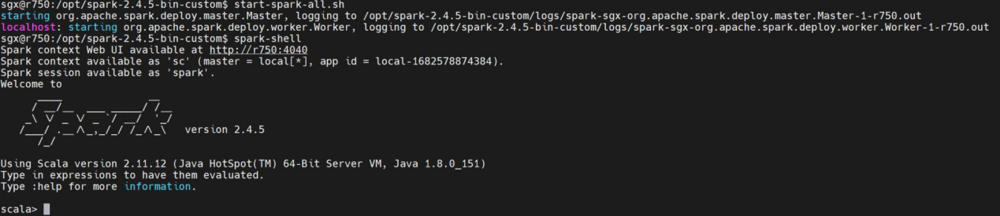 sgx@r750:/opt/spark-2.4.5-bin-custom$ start-spark-all.sh
starting org.apache.spark.deploy.master.Master, logging to /opt/spark-2.4.5-bin-custom/logs/spark-sgx-org.apache.spark.deploy.master.Master-1-r750.out
localhost: starting org.apache.spark.deploy.worker.Worker, logging to /opt/spark-2.4.5-bin-custom/logs/spark-sgx-org.apache.spark.deploy.worker.Worker-1-r750.out
sgx@r750:/opt/spark-2.4.5-bin-custom$ spark-shell
Spark context Web UI available at http://r750:4040
Spark context available as 'sc' (master = local[*], app id = local-1682578874384).
Spark session available as 'spark'.
Welcome to
      ____              __
     / __/__  ___ _____/ /__
    _\ \/ _ \/ _ `/ __/  '_/
   /___/ .__/\_,_/_/ /_/\_\   version 2.4.5
      /_/
Using Scala version 2.11.12 (Java HotSpot(TM) 64-Bit Server VM, Java 1.8.0_151)
Type in expressions to have them evaluated.
Type :help for more information.
scala>